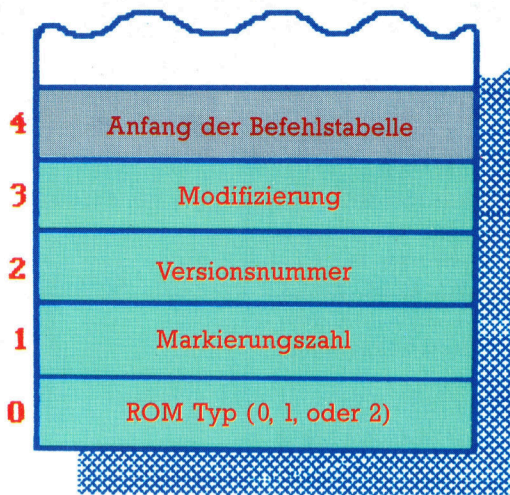 4 Anfang der Befehlstabelle
3 Modifizierung
2 Versionsnummer
1 Markierungszahl
0 ROM Typ (0, 1, oder 2)